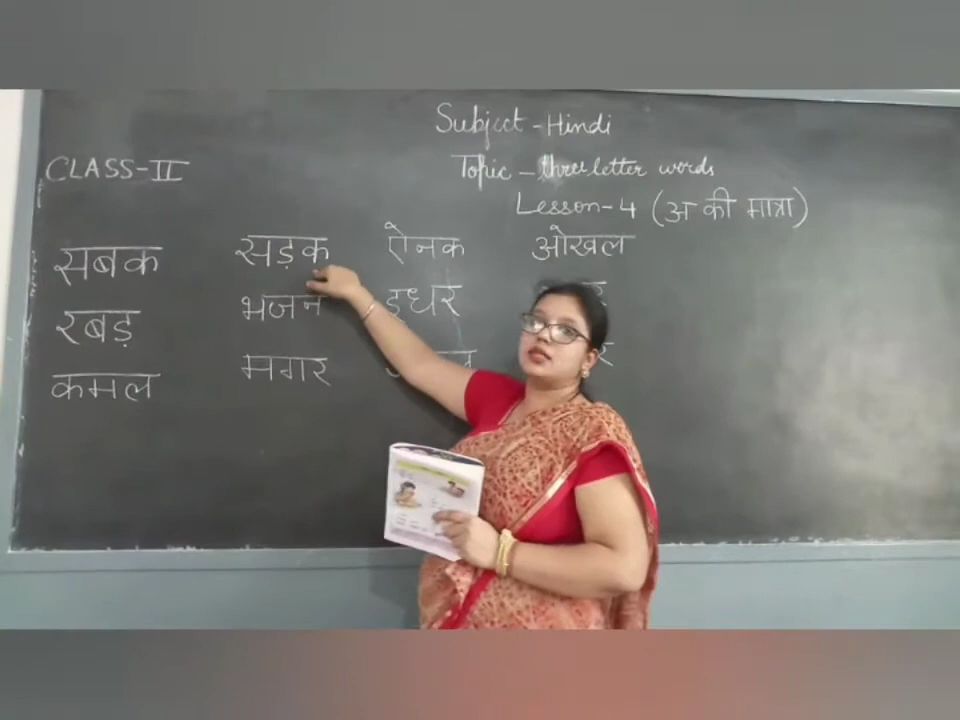 Subject - Hindi
CLASS-II
Topic - three letter words
Lesson-4 (अ की मात्रा)
सबक सड़क ऐनक ओखल
रबड़ भजन इधर
कमल मगर